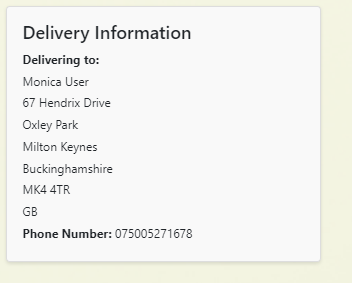 Delivery Information
Delivering to:
Monica User
67 Hendrix Drive
Oxley Park
Milton Keynes
Buckinghamshire
MK4 4TR
GB
Phone Number: 075005271678